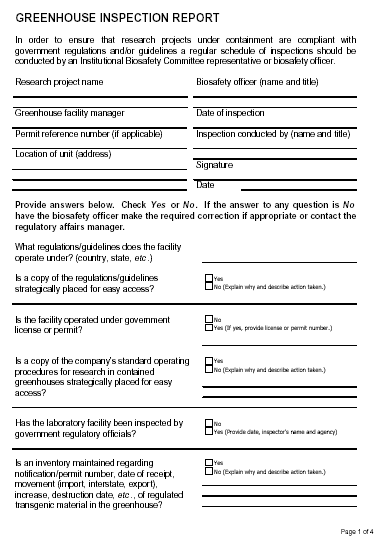 GREENHOUSE INSPECTION REPORT
In order to ensure that research projects under containment are compliant with
government regulations and/or guidelines a regular schedule of inspections should be
conducted by an Institutional Biosafety Committee representative or biosafety officer.
Research project name
Biosafety officer (name and title)
Greenhouse facility manager
Date of inspection
Permit reference number (if applicable)
Inspection conducted by (name and title)
Location of unit (address)
Signature
Date
Provide answers below. Check Yes or No. If the answer to any question is No
have the biosafety officer make the required correction if appropriate or contact the
regulatory affairs manager.
What regulations/guidelines does the facility
operate under? (country, state, etc.)
Is a copy of the regulations/guidelines
strategically placed for easy access?
Yes
No (Explain why and describe action taken.)
Is the facility operated under government
license or permit?
No
Yes (If yes, provide license or permit number.)
Is a copy of the company's standard operating
procedures for research in contained
greenhouses strategically placed for easy
access?
Yes
No (Explain why and describe action taken.)
Has the laboratory facility been inspected by
government regulatory officials?
No
Yes (Provide date, inspector's name and agency)
Is an inventory maintained regarding
notification/permit number, date of receipt,
movement (import, interstate, export),
increase, destruction date, etc., of regulated
transgenic material in the greenhouse?
Yes
No (Explain why and describe action taken.)
Page 1 of 4